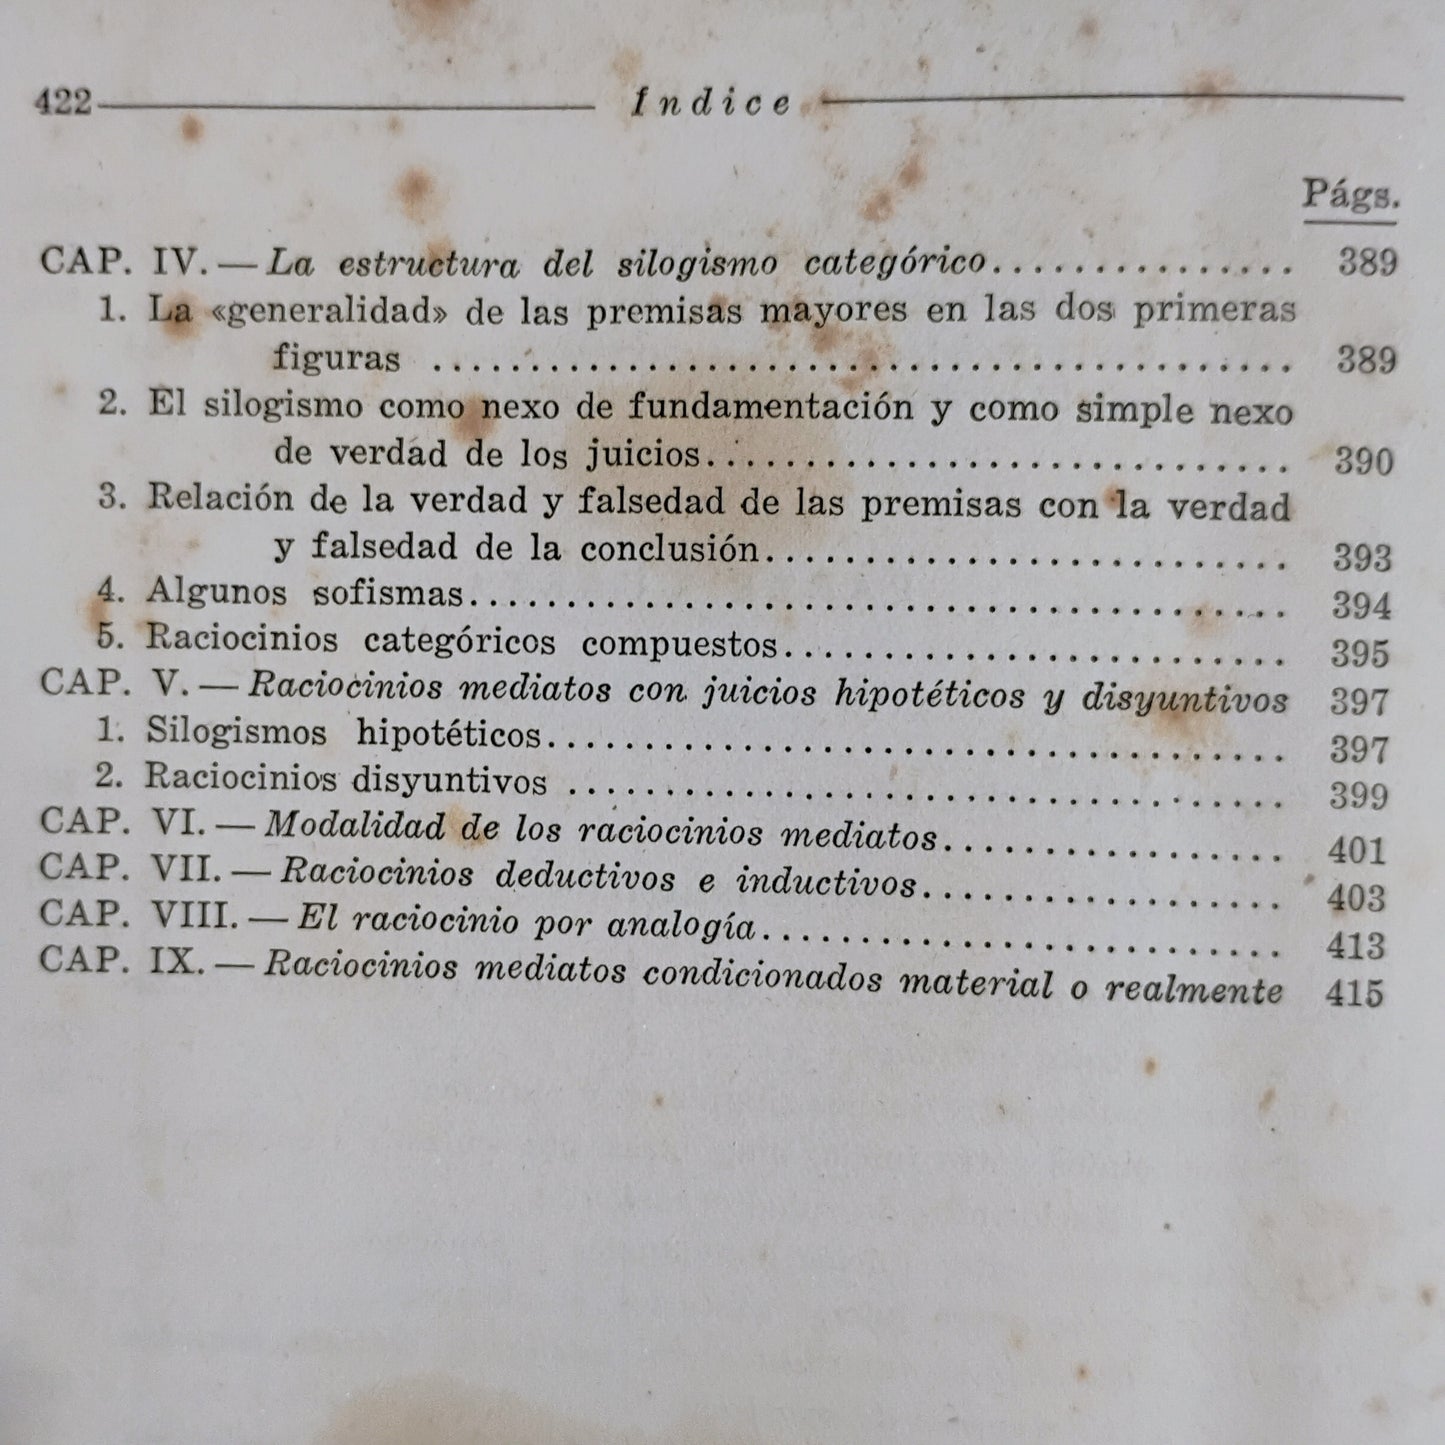 422 Indice
Págs.
CAP. IV. — La estructura del silogismo categórico............... 389
1. La «generalidad» de las premisas mayores en las dos primeras
figuras ............................................ 389
2. El silogismo como nexo de fundamentación y como simple nexo
de verdad de los juicios.............................. 390
3. Relación de la verdad y falsedad de las premisas con la verdad
y falsedad de la conclusión........................... 393
4. Algunos sofismas.......................................... 394
5. Raciocinios categóricos compuestos.......................... 395
CAP. V. — Raciocinios mediatos con juicios hipotéticos y disyuntivos 397
1. Silogismos hipotéticos...................................... 397
2. Raciocinios disyuntivos ..................................... 399
CAP. VI. — Modalidad de los raciocinios mediatos................. 401
CAP. VII. — Raciocinios deductivos e inductivos.................. 403
CAP. VIII. — El raciocinio por analogía.......................... 413
CAP. IX. — Raciocinios mediatos condicionados material o realmente 415